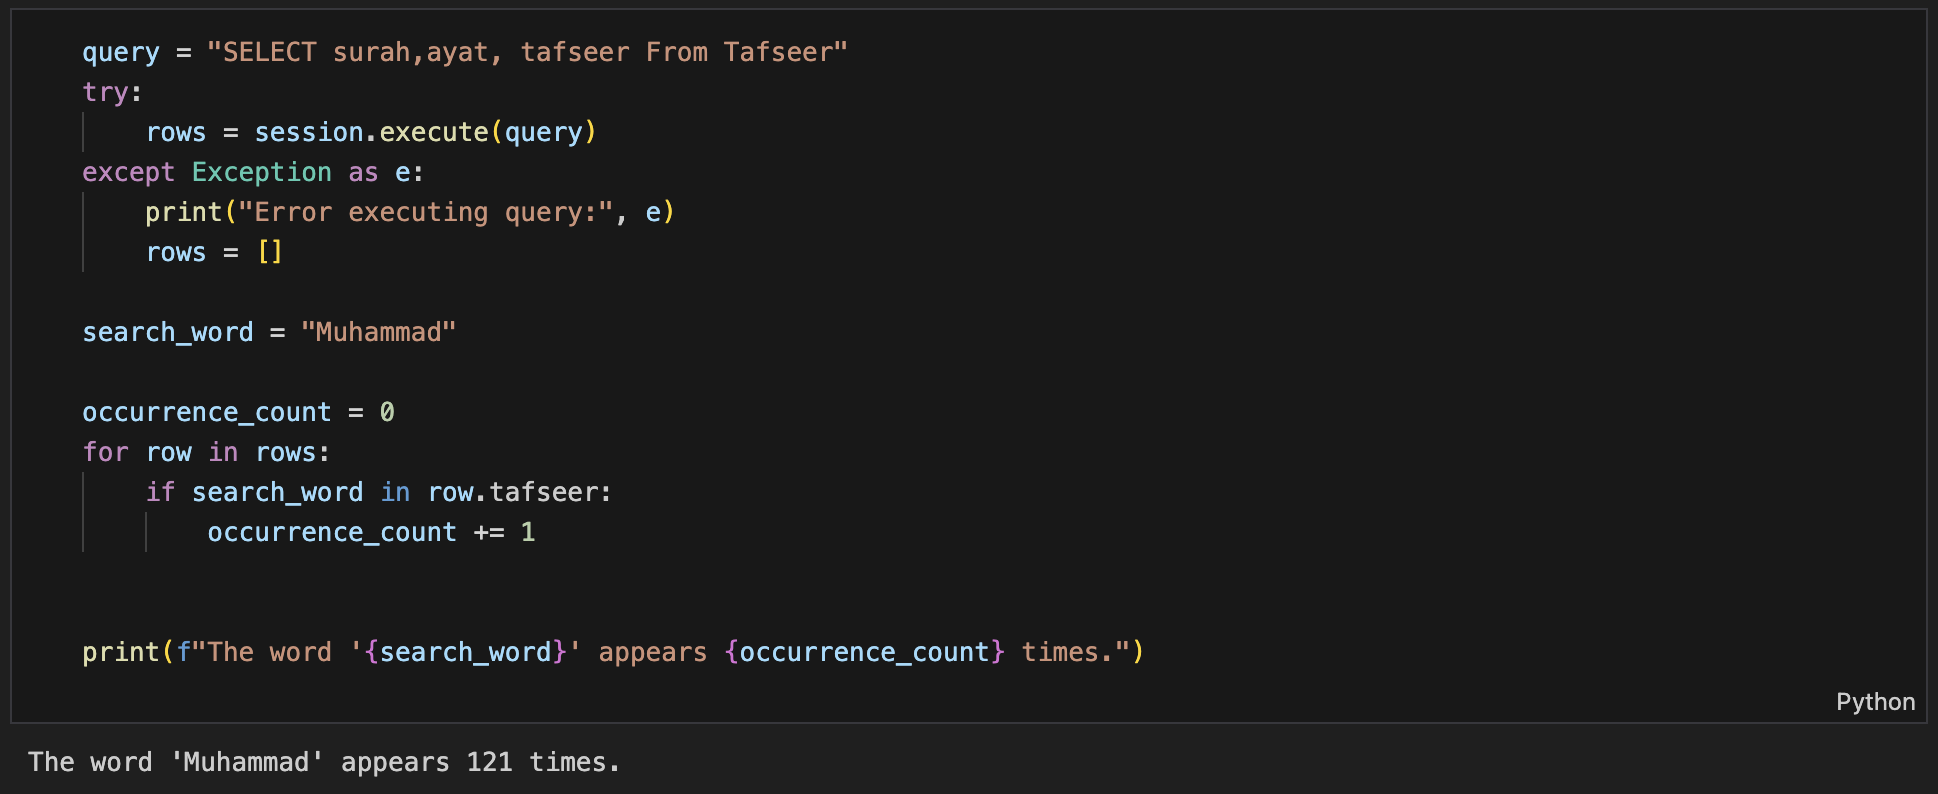 query = "SELECT surah,ayat, tafseer From Tafseer"
try:
    rows = session.execute(query)
except Exception as e:
    print("Error executing query:", e)
    rows = []
search_word = "Muhammad"
occurrence_count = 0
for row in rows:
    if search_word in row.tafseer:
        occurrence_count += 1
print(f"The word '{search_word}' appears {occurrence_count} times.")
Python
The word 'Muhammad' appears 121 times.